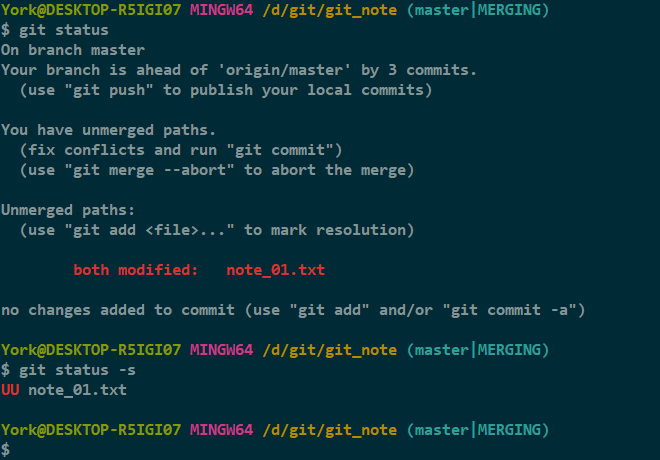 York@DESKTOP-R5IGI07 MINGW64 /d/git/git_note (master|MERGING)
$ git status
On branch master
Your branch is ahead of 'origin/master' by 3 commits.
  (use "git push" to publish your local commits)

You have unmerged paths.
  (fix conflicts and run "git commit")
  (use "git merge --abort" to abort the merge)

Unmerged paths:
  (use "git add <file>..." to mark resolution)

        both modified:   note_01.txt

no changes added to commit (use "git add" and/or "git commit -a")

York@DESKTOP-R5IGI07 MINGW64 /d/git/git_note (master|MERGING)
$ git status -s
UU note_01.txt

York@DESKTOP-R5IGI07 MINGW64 /d/git/git_note (master|MERGING)
$